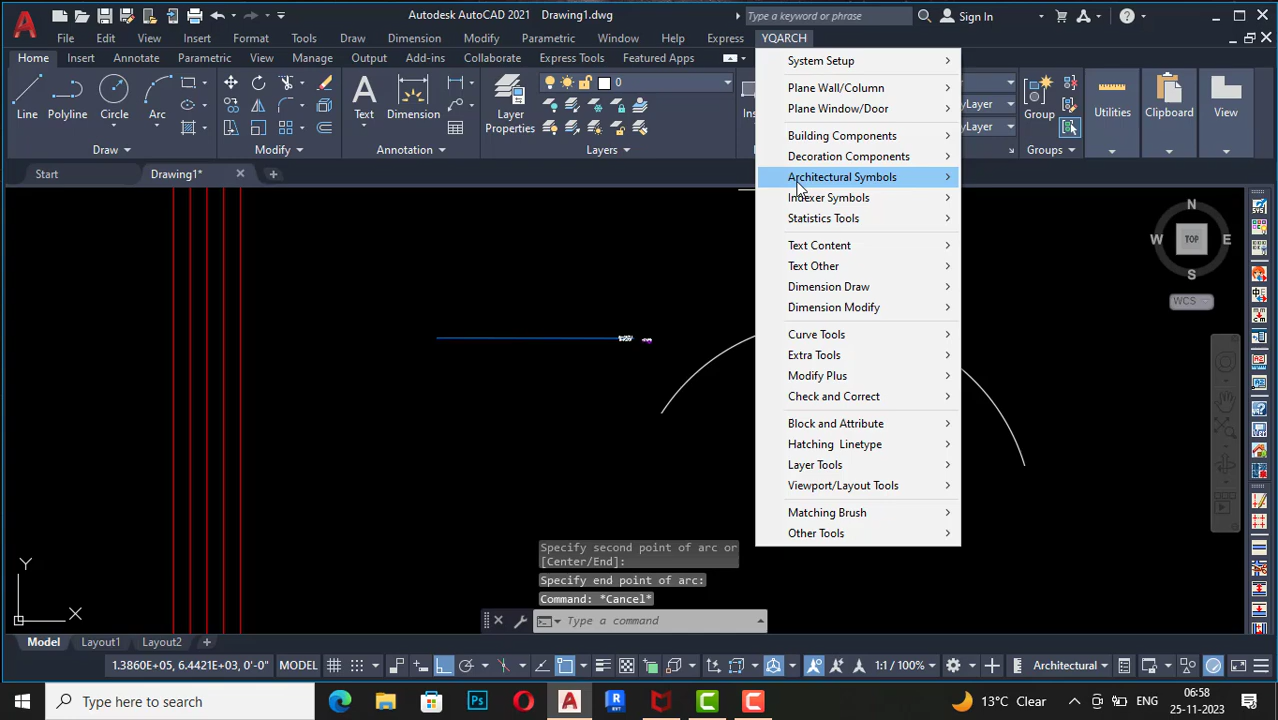 Autodesk AutoCAD 2021 Drawing1.dwg
Type a keyword or phrase
Sign In
File Edit View Insert Format Tools Draw Dimension Modify Parametric Window Help Express YQARCH
Home Insert Annotate Parametric View Manage Output Add-ins Collaborate Express Tools Featured Apps
Line Polyline Circle Arc
Text Dimension
Layer Properties
0
Group
Utilities Clipboard View
Draw Modify Annotation Layers Groups
Start Drawing1*
System Setup
Plane Wall/Column
Plane Window/Door
Building Components
Decoration Components
Architectural Symbols
Indexer Symbols
Statistics Tools
Text Content
Text Other
Dimension Draw
Dimension Modify
Curve Tools
Extra Tools
Modify Plus
Check and Correct
Block and Attribute
Hatching Linetype
Layer Tools
Viewport/Layout Tools
Matching Brush
Other Tools
N
W TOP E
S
WCS
Y
X
Specify second point of arc or
[Center/End]:
Specify end point of arc:
Command: *Cancel*
Type a command
Model Layout1 Layout2 +
1.3860E+05, 6.4421E+03, 0'-0" MODEL 1:1 / 100% Architectural
Type here to search
13°C Clear
ENG
06:58
25-11-2023